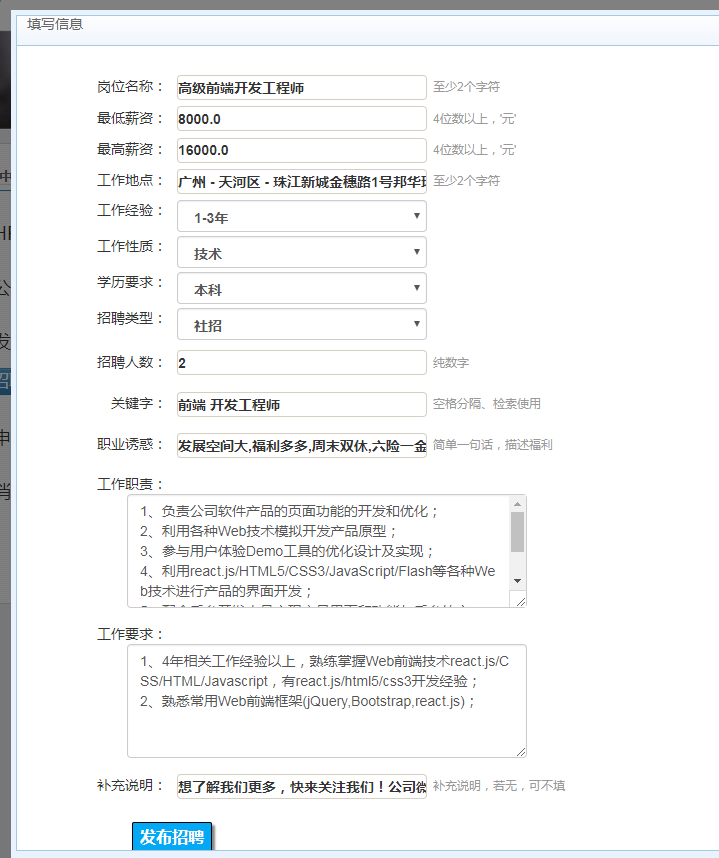 填写信息
岗位名称： 高级前端开发工程师 至少2个字符
最低薪资： 8000.0 4位数以上，'元'
最高薪资： 16000.0 4位数以上，'元'
工作地点： 广州 - 天河区 - 珠江新城金穗路1号邦华环 至少2个字符
工作经验： 1-3年
工作性质： 技术
学历要求： 本科
招聘类型： 社招
招聘人数： 2 纯数字
关键字： 前端 开发工程师 空格分隔、检索使用
职业诱惑： 发展空间大,福利多多,周末双休,六险一金 简单一句话，描述福利
工作职责：
1、负责公司软件产品的页面功能的开发和优化；
2、利用各种Web技术模拟开发产品原型；
3、参与用户体验Demo工具的优化设计及实现；
4、利用react.js/HTML5/CSS3/JavaScript/Flash等各种We
b技术进行产品的界面开发；
工作要求：
1、4年相关工作经验以上，熟练掌握Web前端技术react.js/C
SS/HTML/Javascript，有react.js/html5/css3开发经验；
2、熟悉常用Web前端框架(jQuery,Bootstrap,react.js)；
补充说明： 想了解我们更多，快来关注我们！公司微 补充说明，若无，可不填
发布招聘